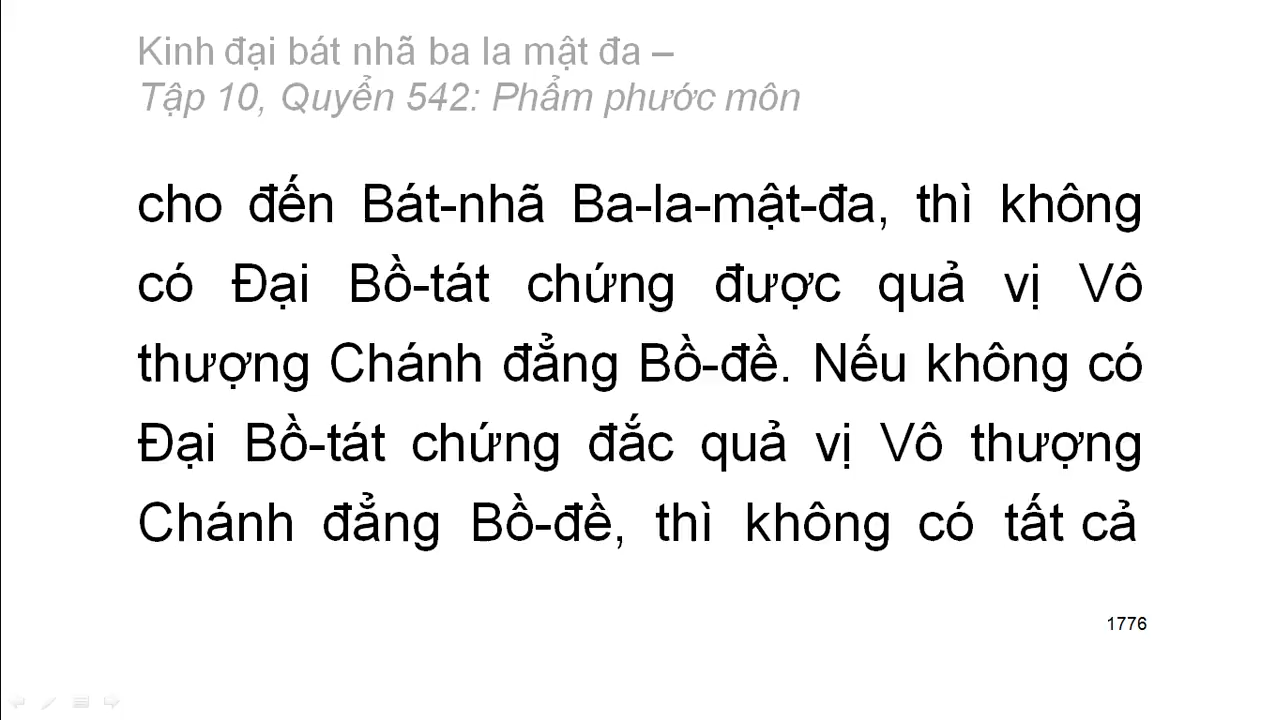 Kinh đại bát nhã ba la mật đa –
Tập 10, Quyển 542: Phẩm phước môn
cho đến Bát-nhã Ba-la-mật-đa, thì không
có Đại Bồ-tát chứng được quả vị Vô
thượng Chánh đẳng Bồ-đề. Nếu không có
Đại Bồ-tát chứng đắc quả vị Vô thượng
Chánh đẳng Bồ-đề, thì không có tất cả
1776